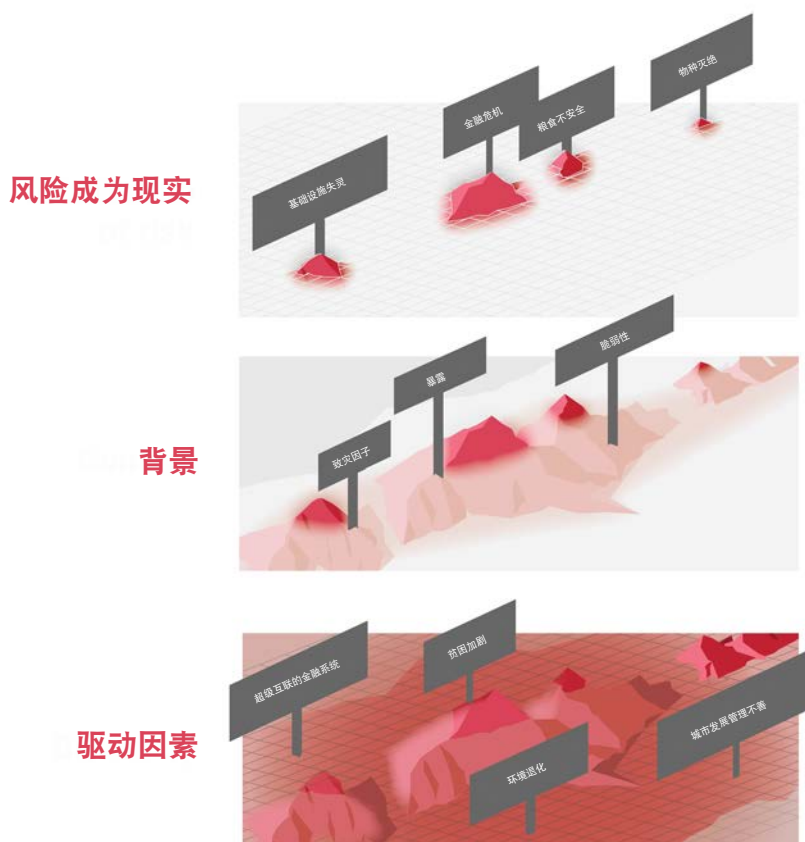 风险成为现实
基础设施失灵
金融危机
粮食不安全
物种灭绝
背景
致灾因子
暴露
脆弱性
驱动因素
超级互联的金融系统
贫困加剧
环境退化
城市发展管理不善